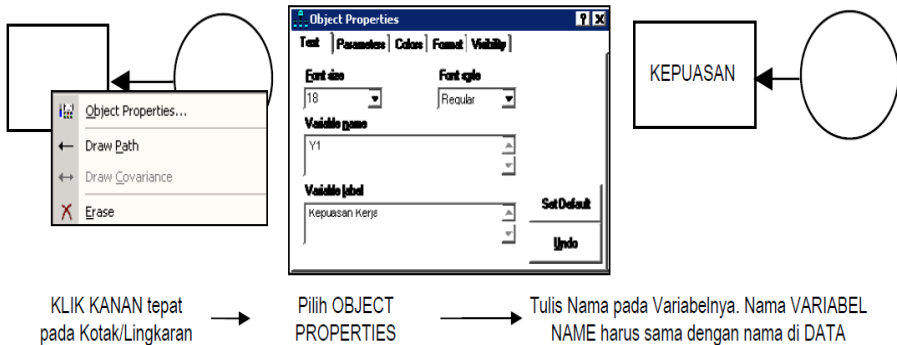 Object Properties...
Draw Path
Draw Covariance
Erase
Object Properties
Text Parameters Colors Format Visibility
Font size Font style
18 Regular
Variable name
Y1
Variable label
Kepuasan Kerja
Set Default
Undo
KEPUASAN
KLIK KANAN tepat
pada Kotak/Lingkaran
Pilih OBJECT
PROPERTIES
Tulis Nama pada Variabelnya. Nama VARIABEL
NAME harus sama dengan nama di DATA